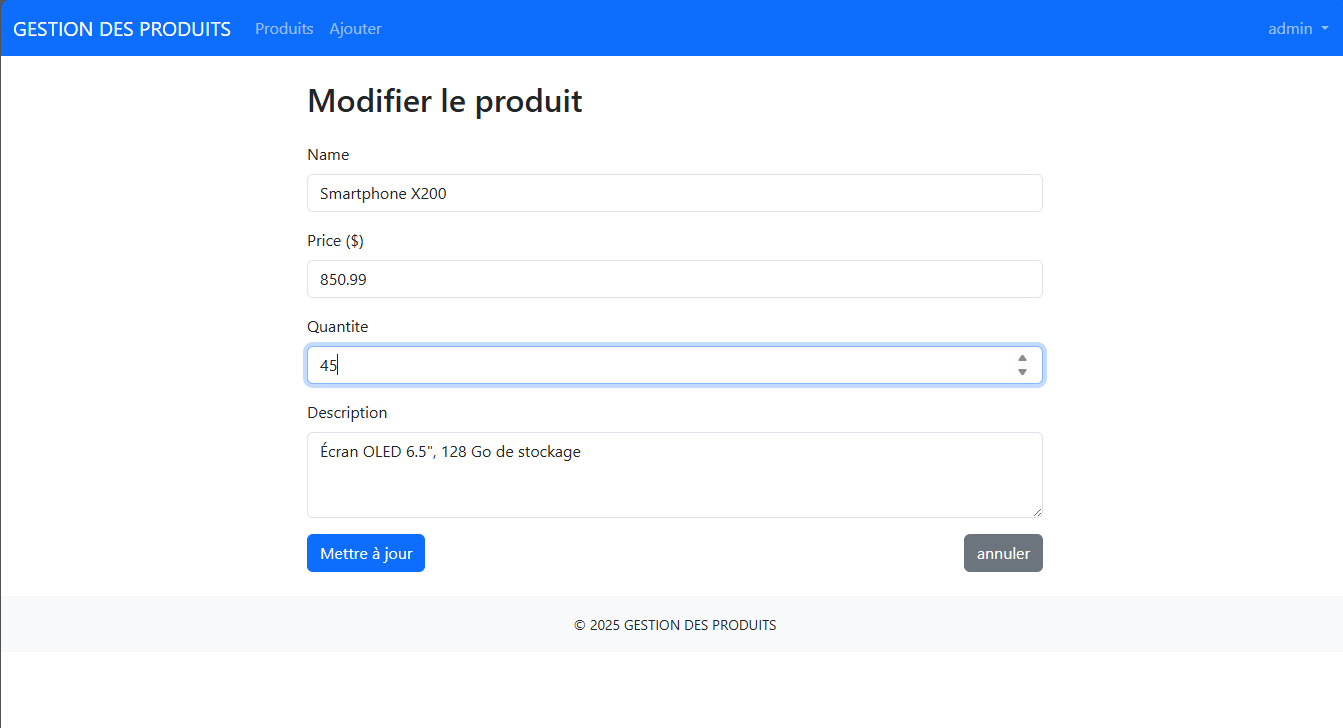 GESTION DES PRODUITS Produits Ajouter admin
Modifier le produit
Name
Smartphone X200
Price ($)
850.99
Quantite
45
Description
Écran OLED 6.5", 128 Go de stockage
Mettre à jour annuler
© 2025 GESTION DES PRODUITS